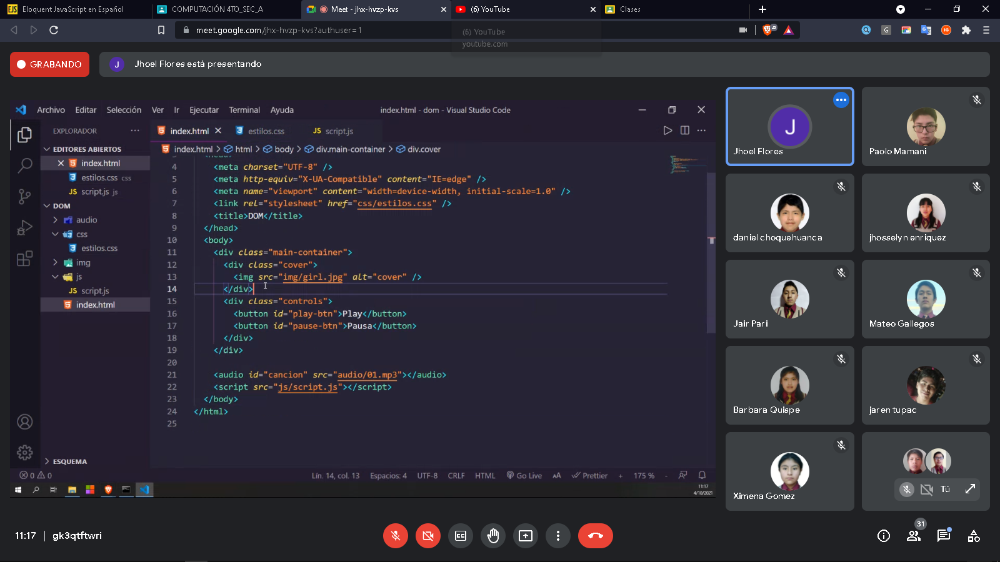 Eloquent JavaScript en Español
COMPUTACIÓN 4TO_SEC_A
Meet - jhx-hvzp-kvs
(6) YouTube
Clases
meet.google.com/jhx-hvzp-kvs?authuser=1
(6) YouTube
youtube.com
GRABANDO
J
Jhoel Flores está presentando
Archivo Editar Selección Ver Ir Ejecutar Terminal Ayuda
index.html - dom - Visual Studio Code
EXPLORADOR
index.html
estilos.css
JS script.js
EDITORES ABIERTOS
index.html
estilos.css css
JS script.js js
DOM
audio
css
estilos.css
img
js
JS script.js
index.html
ESQUEMA
index.html > html > body > div.main-container > div.cover
4 <meta charset="UTF-8" />
5 <meta http-equiv="X-UA-Compatible" content="IE=edge" />
6 <meta name="viewport" content="width=device-width, initial-scale=1.0" />
7 <link rel="stylesheet" href="css/estilos.css" />
8 <title>DOM</title>
9 </head>
10 <body>
11 <div class="main-container">
12 <div class="cover">
13 <img src="img/girl.jpg" alt="cover" />
14 </div>
15 <div class="controls">
16 <button id="play-btn">Play</button>
17 <button id="pause-btn">Pausa</button>
18 </div>
19 </div>
20
21 <audio id="cancion" src="audio/01.mp3"></audio>
22 <script src="js/script.js"></script>
23 </body>
24 </html>
25
0 0
Lín. 14, col. 13 Espacios: 4 UTF-8 CRLF HTML Go Live Prettier + 175 % -
11:17
4/10/2021
J
Jhoel Flores
Paolo Mamani
daniel choquehuanca
jhosselyn enriquez
Jair Pari
Mateo Gallegos
Barbara Quispe
jaren tupac
Ximena Gomez
Tú
11:17 | gk3qtftwri
31